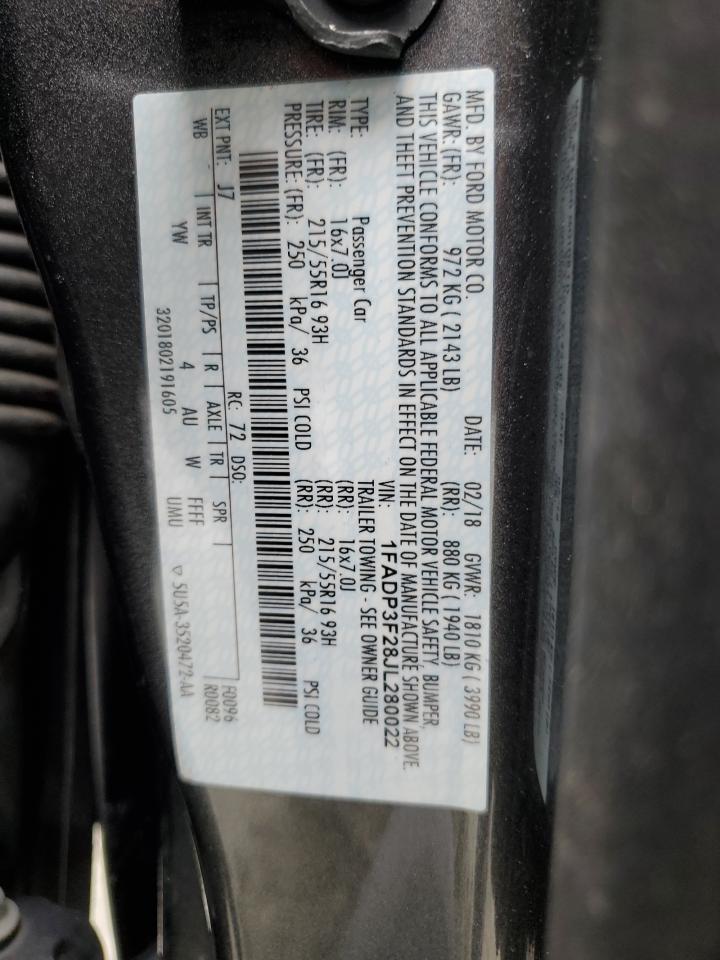 MFD. BY FORD MOTOR CO.
DATE: 02/18 GVWR: 1810 KG ( 3990 LB)
GAWR: (FR): 972 KG ( 2143 LB) (RR): 880 KG ( 1940 LB)
THIS VEHICLE CONFORMS TO ALL APPLICABLE FEDERAL MOTOR VEHICLE SAFETY, BUMPER,
AND THEFT PREVENTION STANDARDS IN EFFECT ON THE DATE OF MANUFACTURE SHOWN ABOVE.
VIN: 1FADP3F28JL280022
TYPE: Passenger Car TRAILER TOWING - SEE OWNER GUIDE
RIM: (FR): 16x7.0J (RR): 16x7.0J
TIRE: (FR): 215/55R16 93H (RR): 215/55R16 93H
PRESSURE: (FR): 250 kPa/ 36 PSI COLD (RR): 250 kPa/ 36 PSI COLD
EXT PNT: J7 RC: 72 DSO: F0096
WB INT TR TP/PS R AXLE TR SPR R0082
YW 4 AU W FFFF
3201802191605 UMU ▽ SU5A-3520472-AA